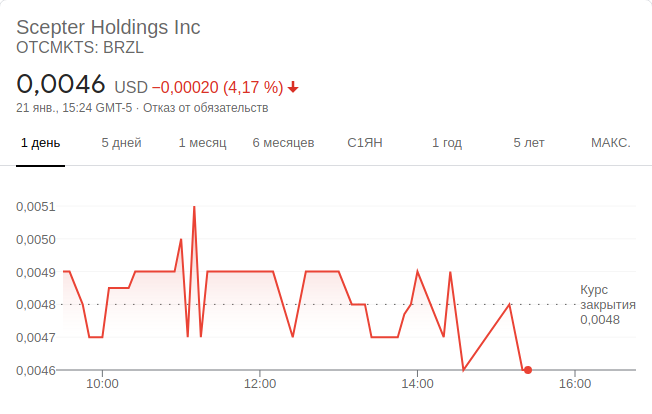 Scepter Holdings Inc
OTCMKTS: BRZL
0,0046 USD −0,00020 (4,17 %)
21 янв., 15:24 GMT-5 · Отказ от обязательств
1 день 5 дней 1 месяц 6 месяцев С1ЯН 1 год 5 лет МАКС.
0,0051
0,0050
0,0049
0,0048
0,0047
0,0046
Курс
закрытия
0,0048
10:00 12:00 14:00 16:00